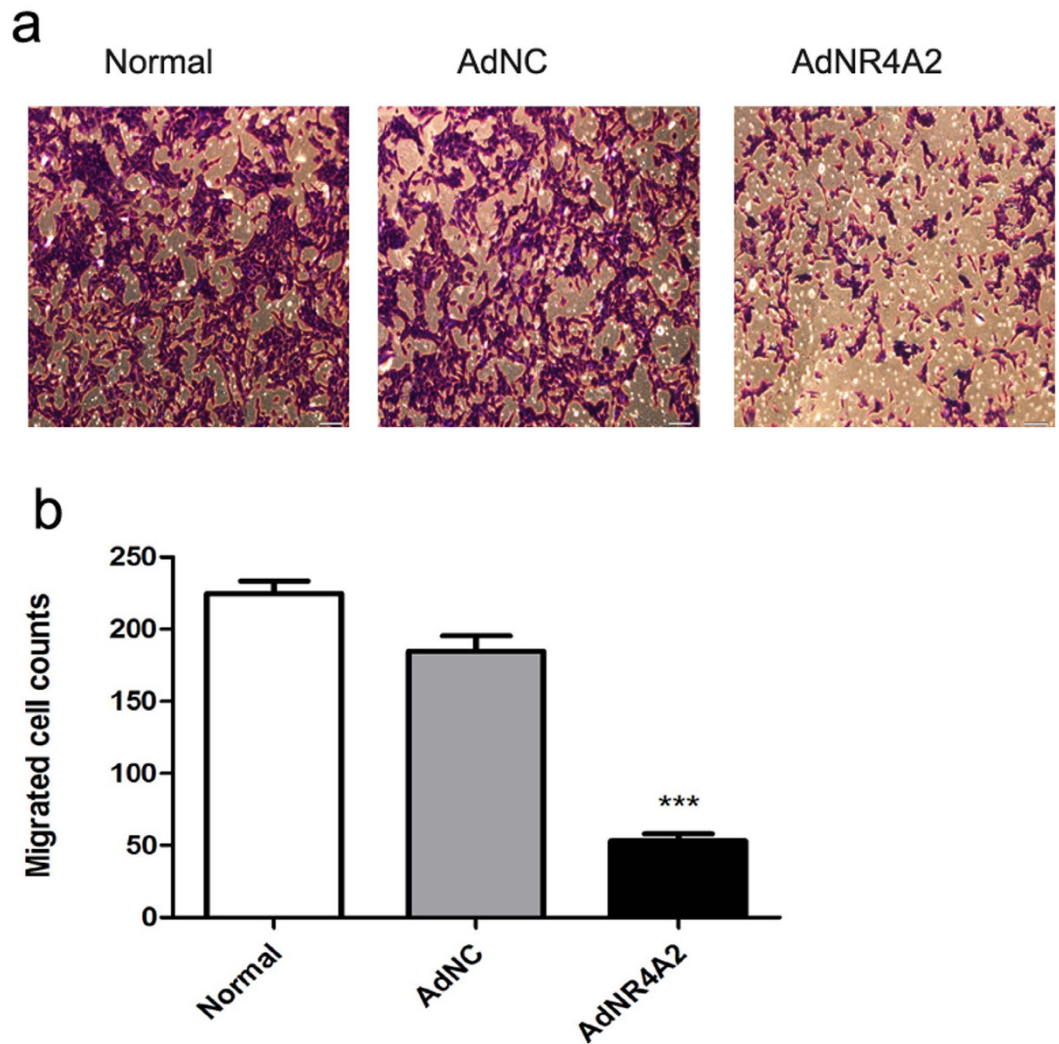 a
Normal AdNC AdNR4A2
b
Migrated cell counts
250
200
150
100
50
0
***
Normal AdNC AdNR4A2